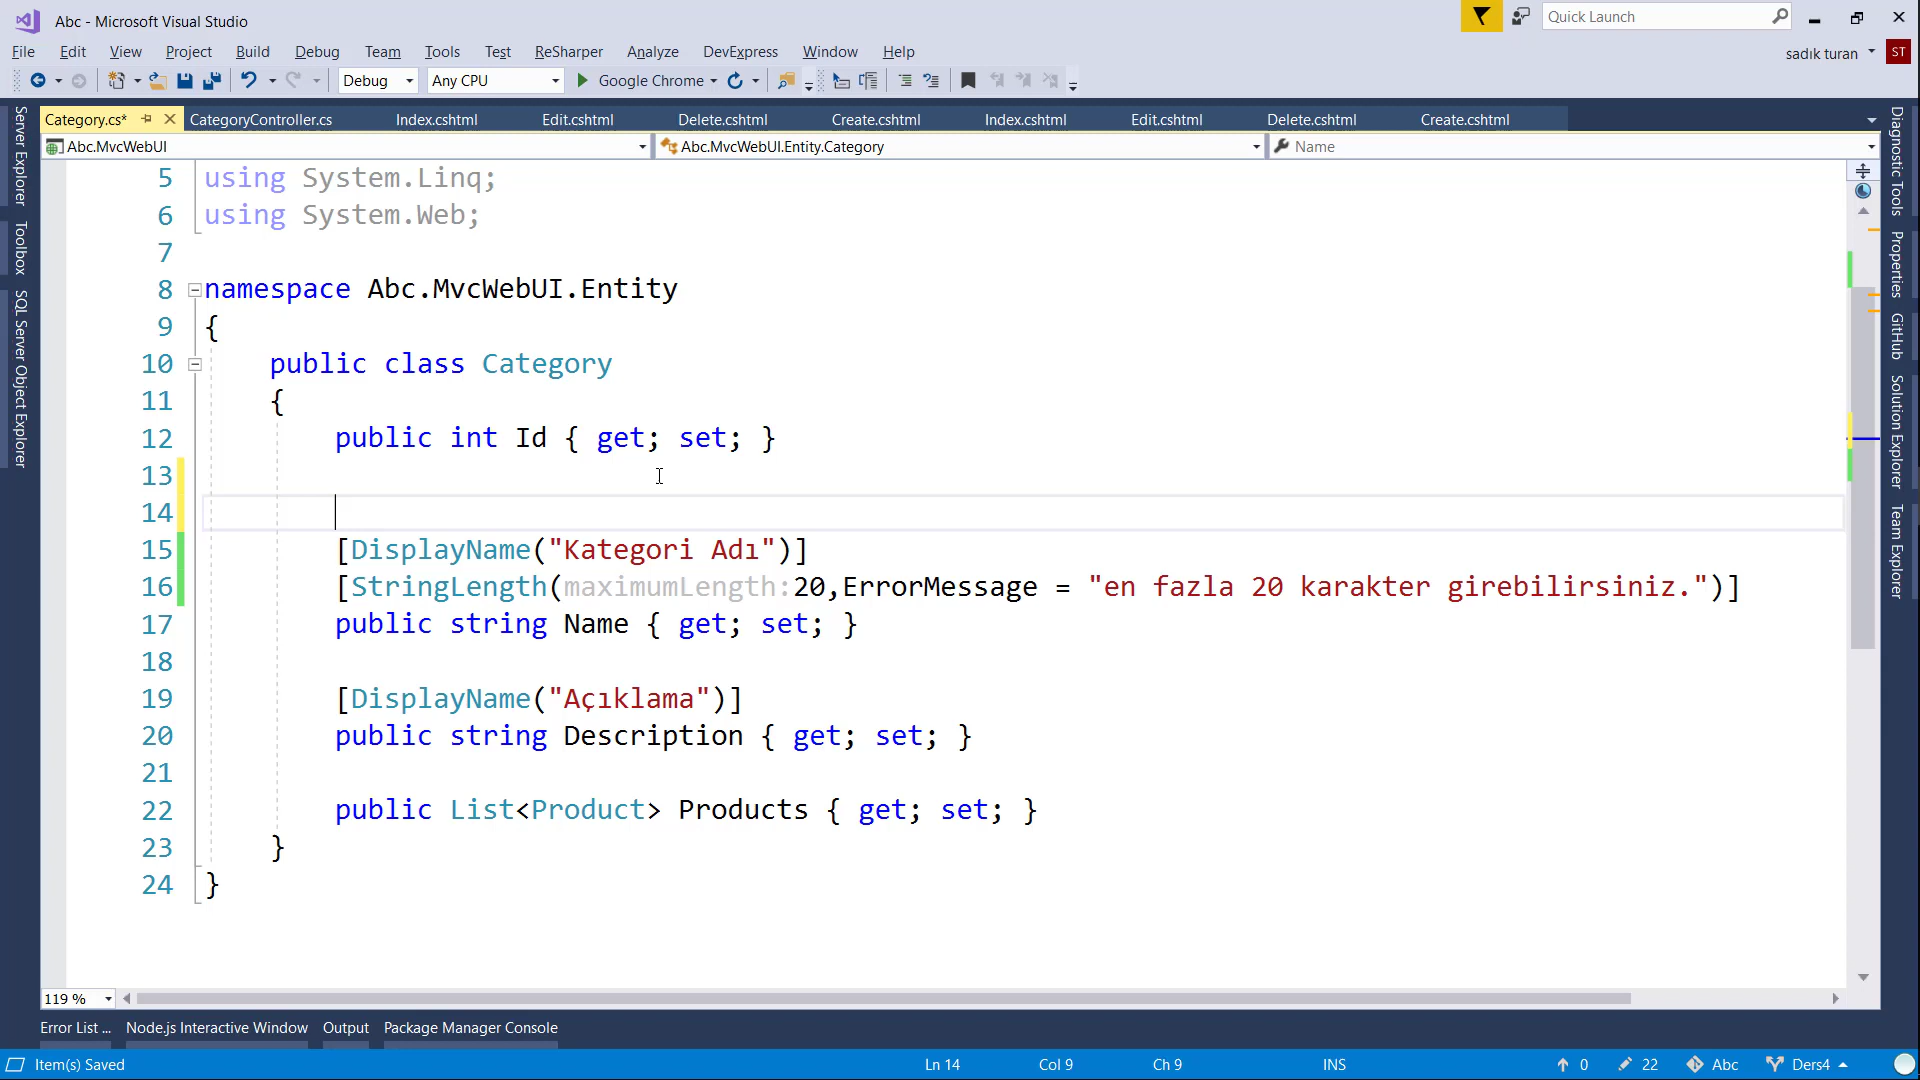 Abc - Microsoft Visual Studio
Quick Launch
File Edit View Project Build Debug Team Tools Test ReSharper Analyze DevExpress Window Help
sadık turan ST
Debug Any CPU Google Chrome
Category.cs* CategoryController.cs Index.cshtml Edit.cshtml Delete.cshtml Create.cshtml Index.cshtml Edit.cshtml Delete.cshtml Create.cshtml
Abc.MvcWebUI Abc.MvcWebUI.Entity.Category Name
Server Explorer
Toolbox
SQL Server Object Explorer
5 using System.Linq;
6 using System.Web;
7
8 namespace Abc.MvcWebUI.Entity
9 {
10 public class Category
11 {
12 public int Id { get; set; }
13
14
15 [DisplayName("Kategori Adı")]
16 [StringLength(maximumLength:20,ErrorMessage = "en fazla 20 karakter girebilirsiniz.")]
17 public string Name { get; set; }
18
19 [DisplayName("Açıklama")]
20 public string Description { get; set; }
21
22 public List<Product> Products { get; set; }
23 }
24 }
Diagnostic Tools
Properties
GitHub
Solution Explorer
Team Explorer
119 %
Error List ... Node.js Interactive Window Output Package Manager Console
Item(s) Saved Ln 14 Col 9 Ch 9 INS 0 22 Abc Ders4